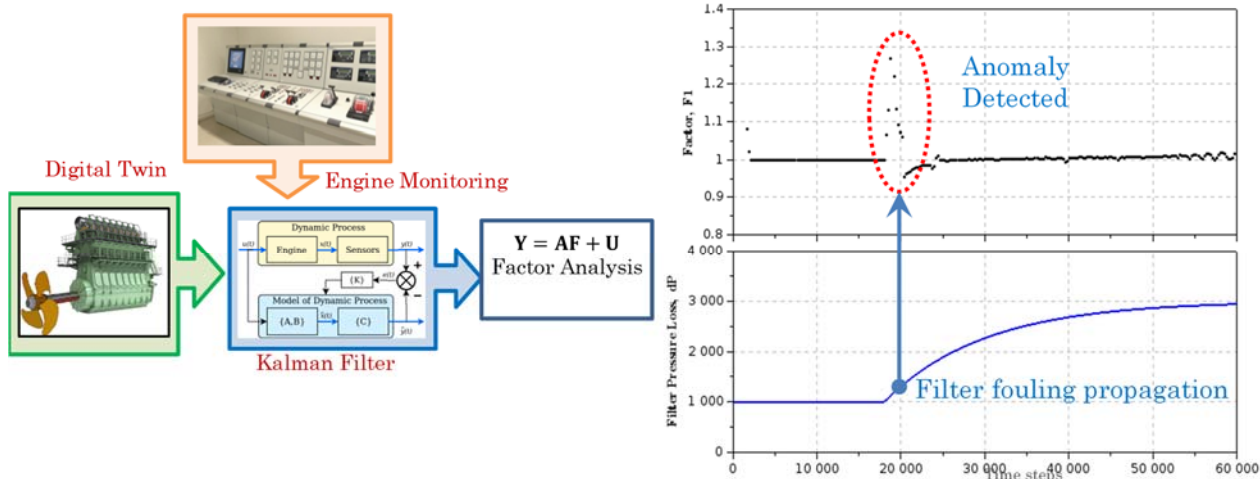 Digital Twin
Engine Monitoring
Dynamic Process
u(t)
Engine
x(t)
Sensors
y(t)
+
{K}
e(t)
−
Model of Dynamic Process
{A,B}
x̂(t)
{C}
ŷ(t)
Kalman Filter
Y = AF + U
Factor Analysis
1.4
1.3
1.2
1.1
1
0.9
0.8
Factor, F1
Anomaly
Detected
4 000
3 000
2 000
1 000
0
Filter Pressure Loss, dP
Filter fouling propagation
0
10 000
20 000
30 000
40 000
50 000
60 000
Time steps